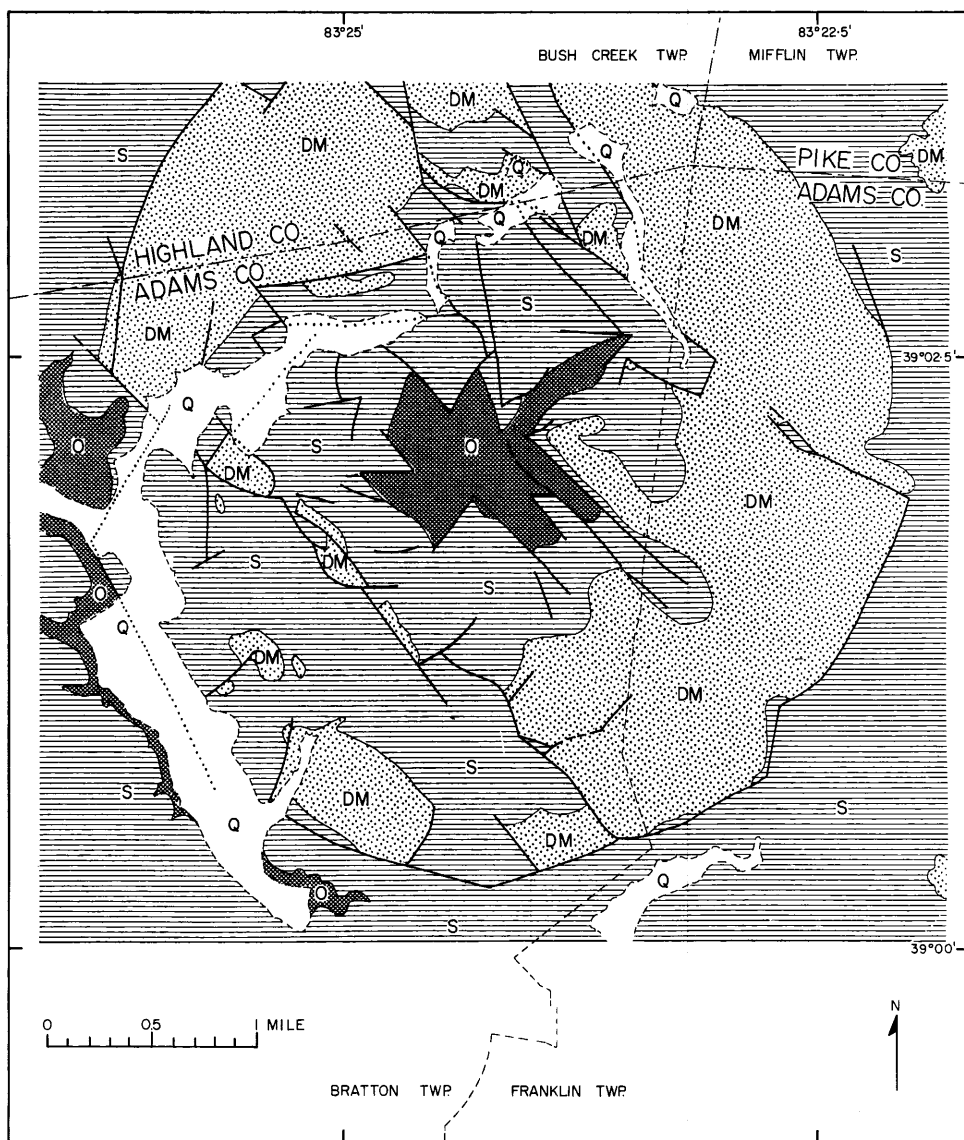 83°25' 83°22·5'
BUSH CREEK TWP. MIFFLIN TWP.
DM Q
DM Q
S Q DM
PIKE CO.
DM ADAMS CO.
Q DM DM
HIGHLAND CO. Q S
ADAMS CO.
S
DM 39°02·5'
Q
O S O
DM DM
S DM S
O
Q
DM DM
S S S
DM
Q DM
Q
O
S
39°00'
0 0.5 1 MILE
N
BRATTON TWP. FRANKLIN TWP.